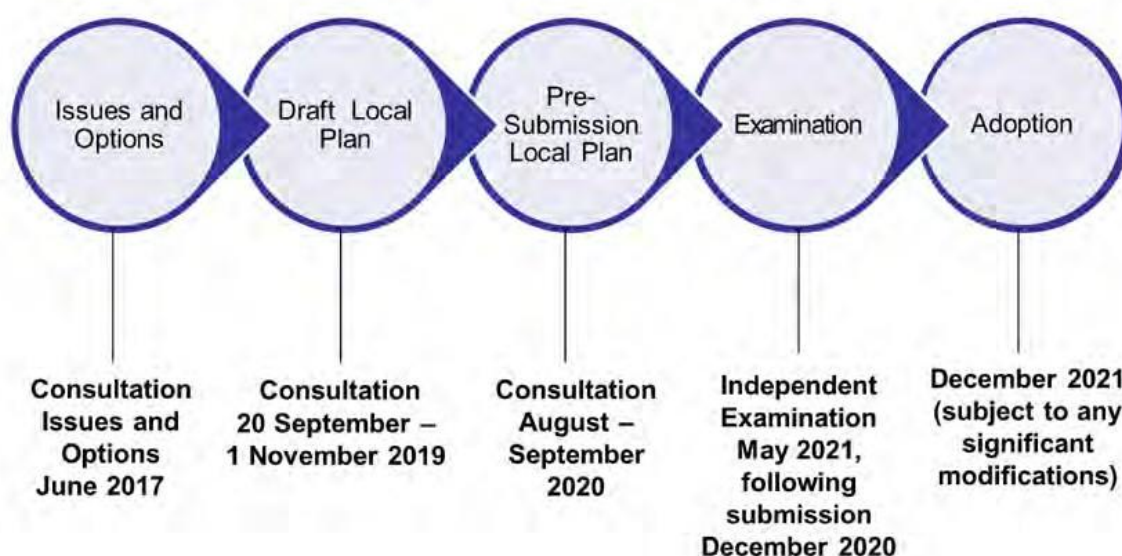 Issues and
Options
Draft Local
Plan
Pre-
Submission
Local Plan
Examination
Adoption
Consultation
Issues and
Options
June 2017
Consultation
20 September –
1 November 2019
Consultation
August –
September
2020
Independent
Examination
May 2021,
following
submission
December 2020
December 2021
(subject to any
significant
modifications)